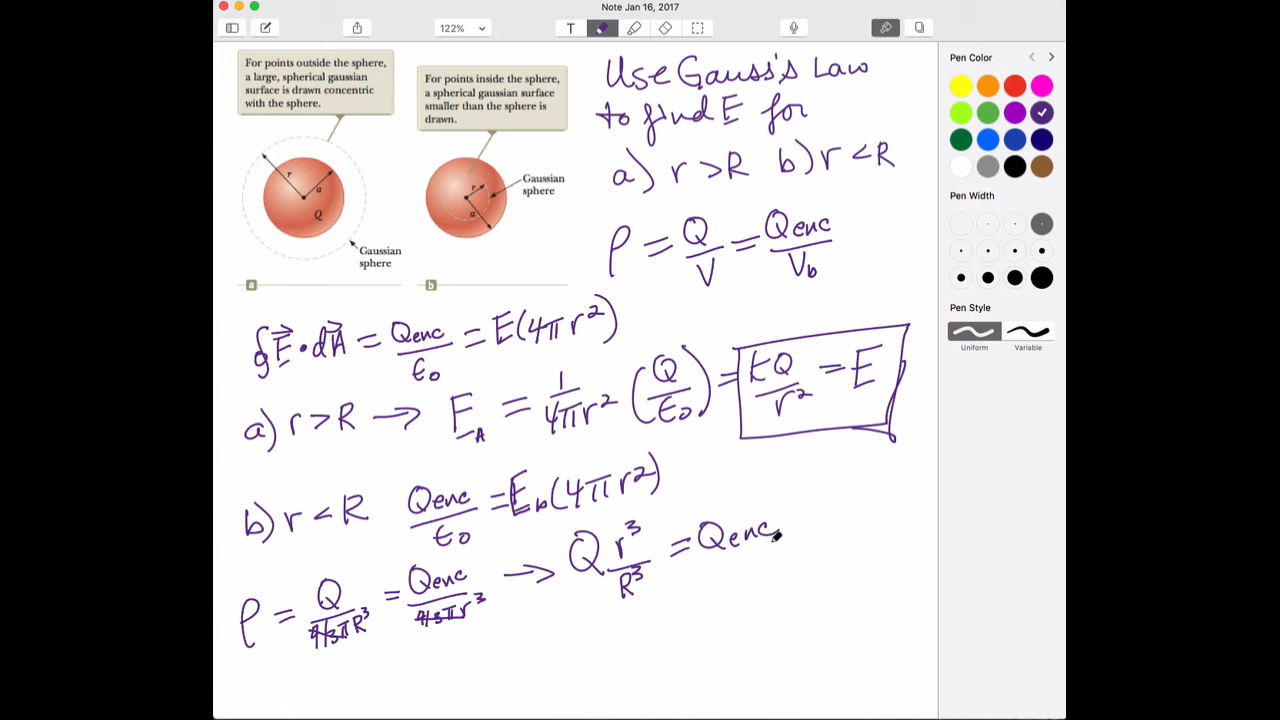 Note Jan 16, 2017
122%
T
For points outside the sphere,
a large, spherical gaussian
surface is drawn concentric
with the sphere.
r
a
Q
Gaussian
sphere
a
For points inside the sphere,
a spherical gaussian surface
smaller than the sphere is
drawn.
r
a
Gaussian
sphere
b
Use Gauss's Law
to find E for
a) r > R b) r < R
ρ = Q/V = Qenc/Vb
∮E⃗ • dA⃗ = Qenc/ε0 = E(4πr²)
a) r > R → E_A = 1/4πr² (Q/ε0) = kQ/r² = E
b) r < R Qenc/ε0 = E_b(4πr²)
ρ = Q/(4/3πR³) = Qenc/(4/3πr³) → Q r³/R³ = Qenc
Pen Color
Pen Width
Pen Style
Uniform
Variable